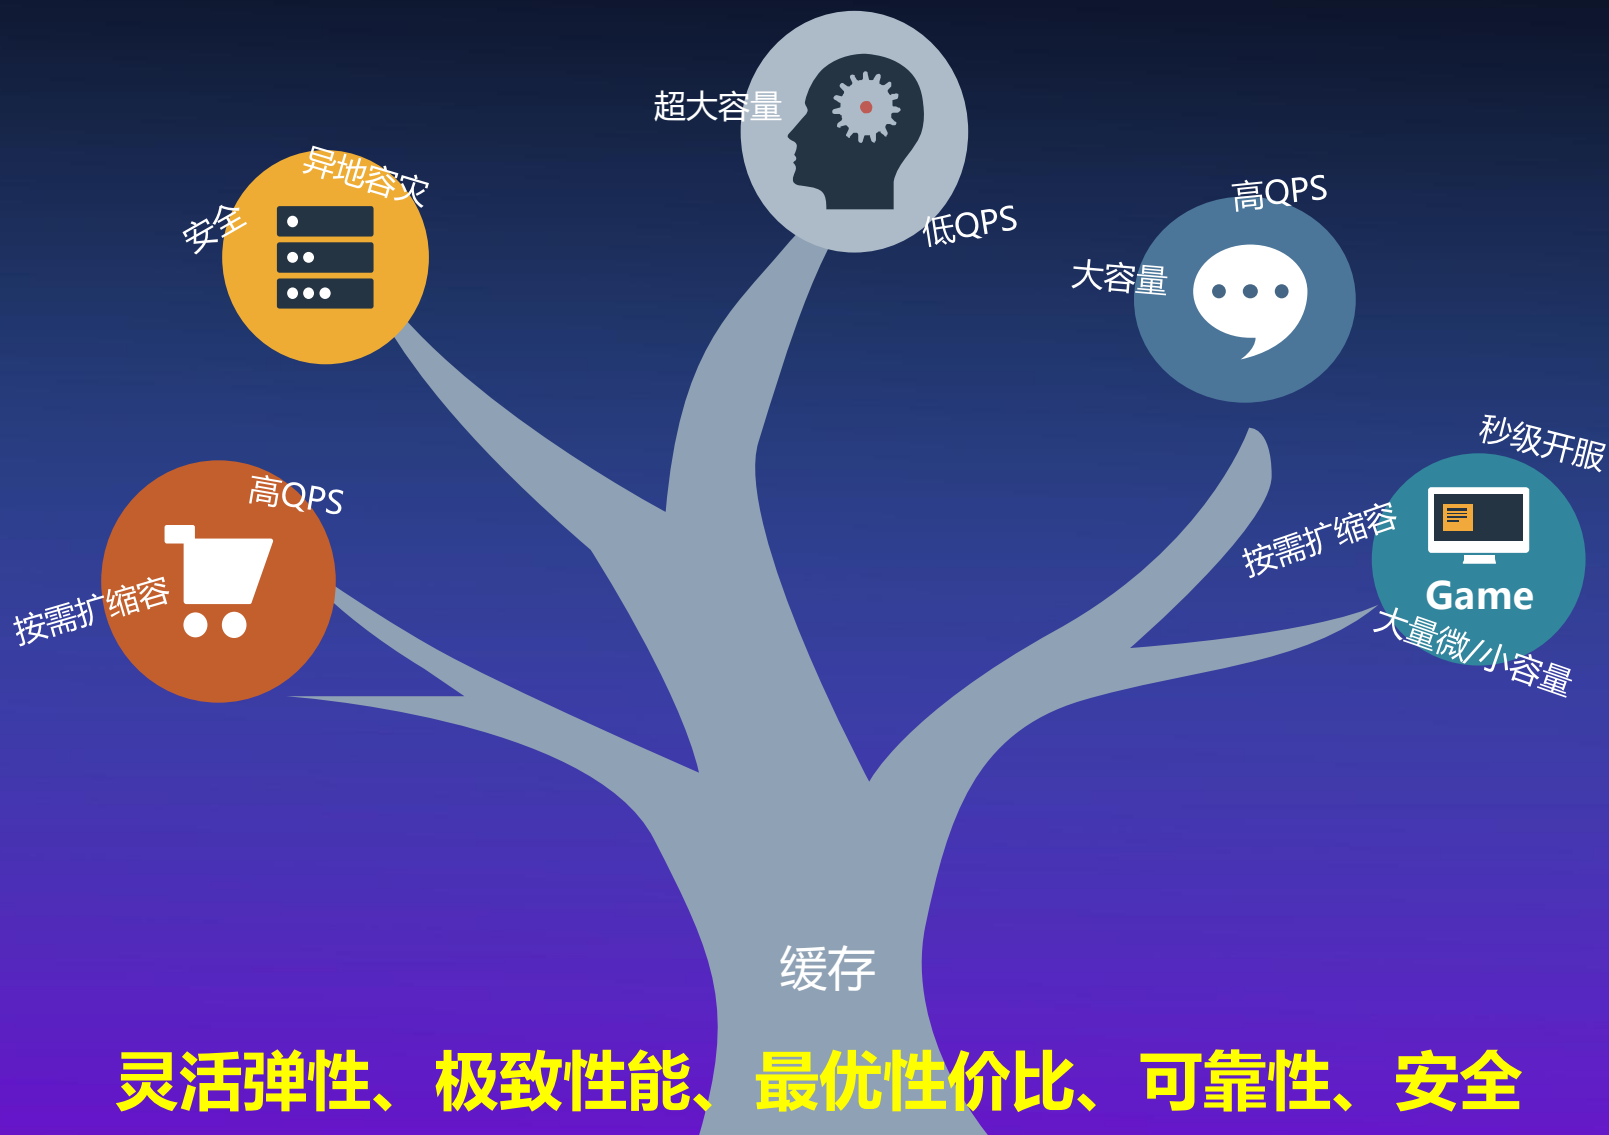 超大容量
低QPS
异地容灾
安全
高QPS
大容量
高QPS
按需扩缩容
秒级开服
按需扩缩容
Game
大量微/小容量
缓存
灵活弹性、极致性能、最优性价比、可靠性、安全